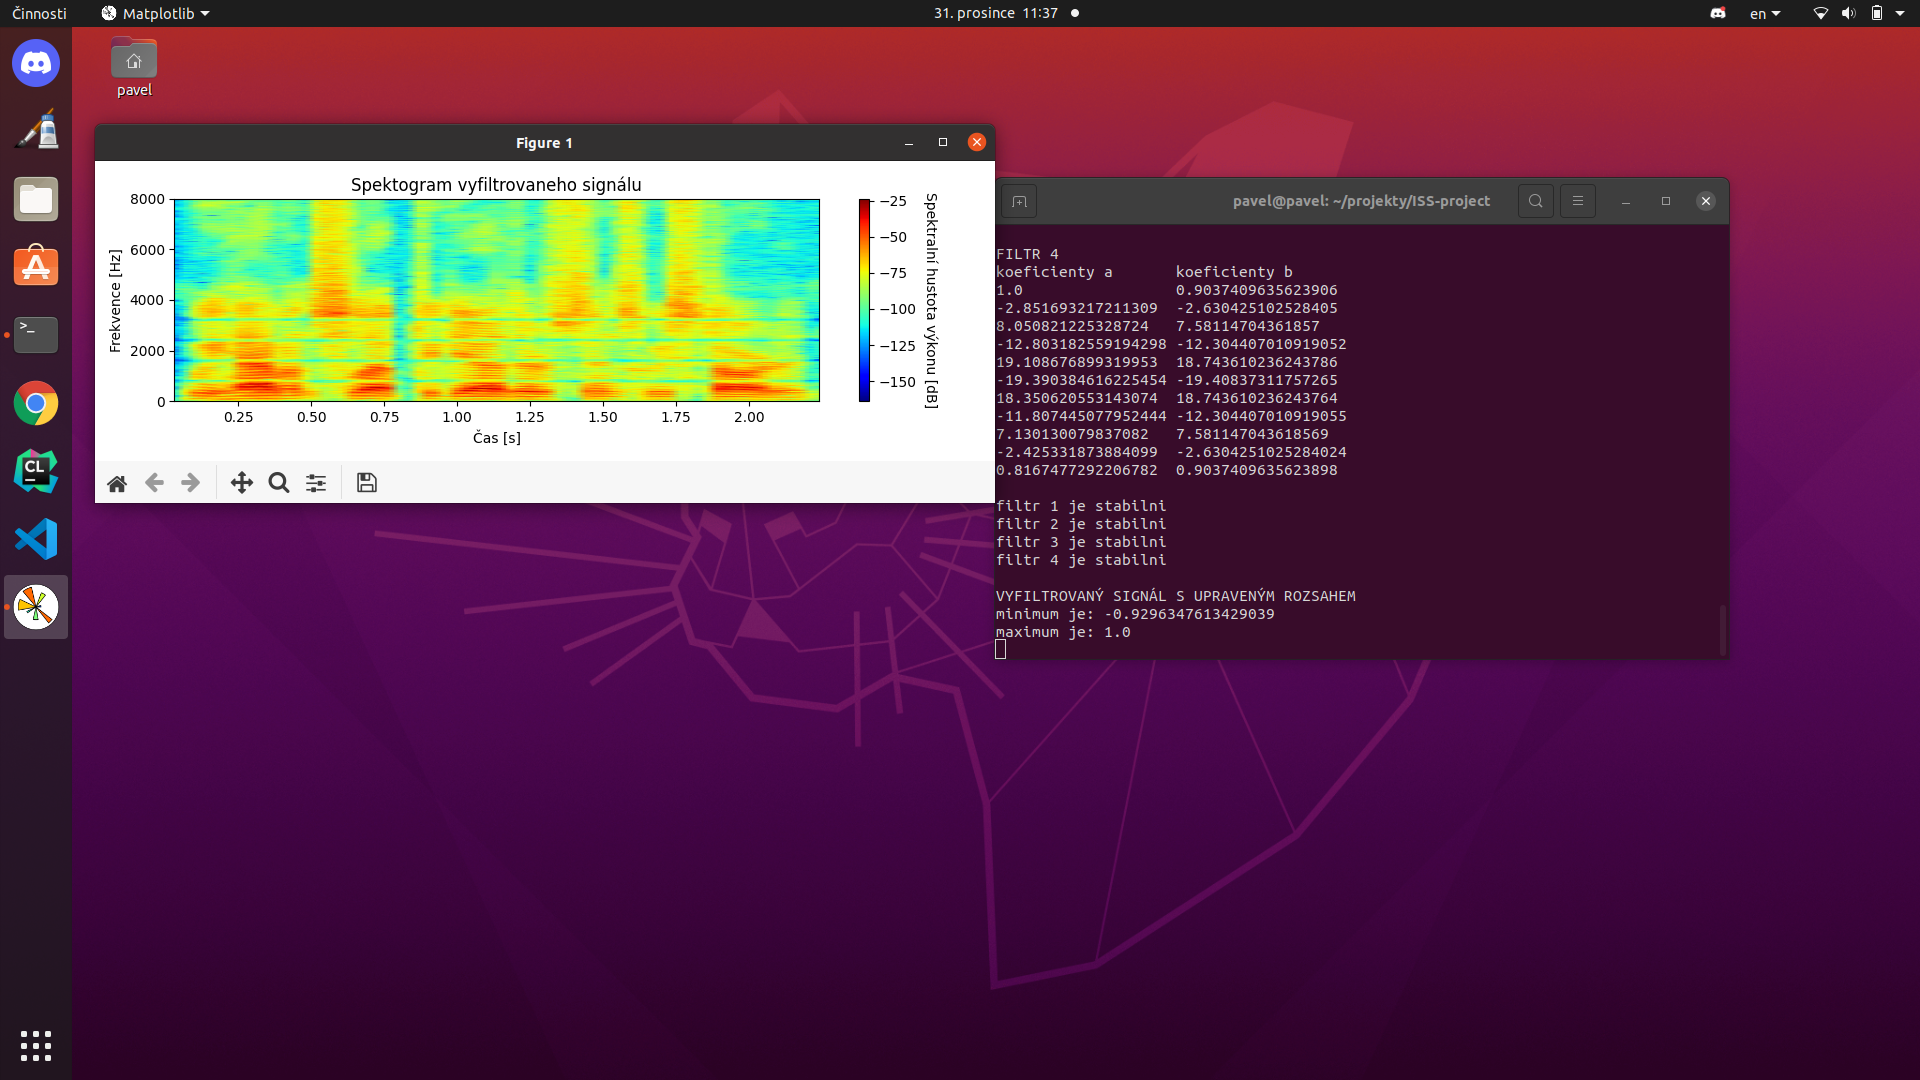 Činnosti
Matplotlib
31. prosince 11:37
en
pavel
Figure 1
Spektogram vyfiltrovaneho signálu
8000
6000
4000
2000
0
Frekvence [Hz]
0.25 0.50 0.75 1.00 1.25 1.50 1.75 2.00
Čas [s]
−25
−50
−75
−100
−125
−150
Spektralní hustota výkonu [dB]
pavel@pavel: ~/projekty/ISS-project
FILTR 4
koeficienty a koeficienty b
1.0 0.9037409635623906
-2.851693217211309 -2.630425102528405
8.050821225328724 7.58114704361857
-12.803182559194298 -12.304407010919052
19.108676899319953 18.743610236243786
-19.390384616225454 -19.40837311757265
18.350620553143074 18.743610236243764
-11.807445077952444 -12.304407010919055
7.130130079837082 7.581147043618569
-2.425331873884099 -2.6304251025284024
0.8167477292206782 0.9037409635623898
filtr 1 je stabilni
filtr 2 je stabilni
filtr 3 je stabilni
filtr 4 je stabilni
VYFILTROVANÝ SIGNÁL S UPRAVENÝM ROZSAHEM
minimum je: -0.9296347613429039
maximum je: 1.0
>_
CL